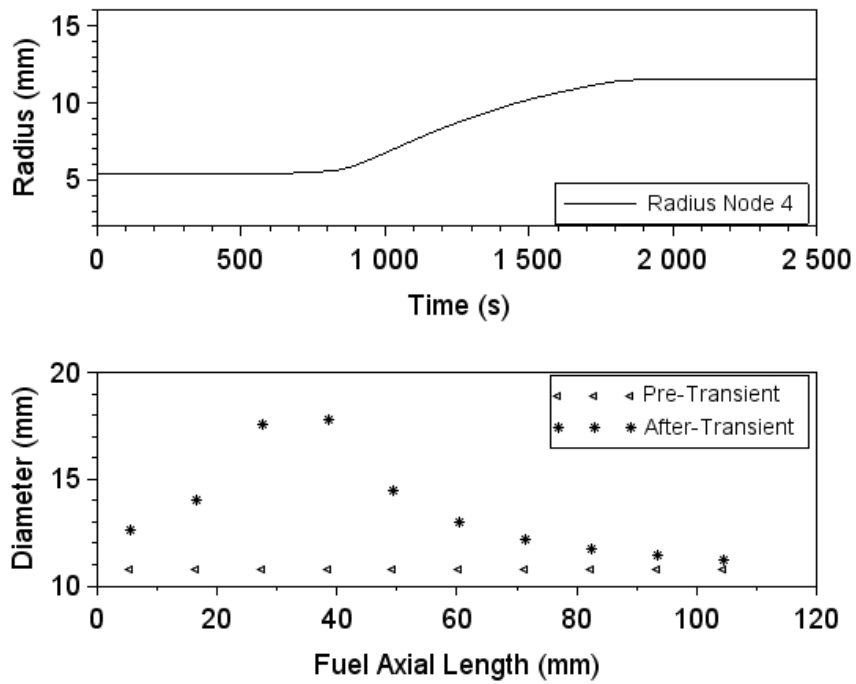 15
10
5
Radius (mm)
Radius Node 4
0
500
1 000
1 500
2 000
2 500
Time (s)
20
15
10
Diameter (mm)
Pre-Transient
After-Transient
0
20
40
60
80
100
120
Fuel Axial Length (mm)